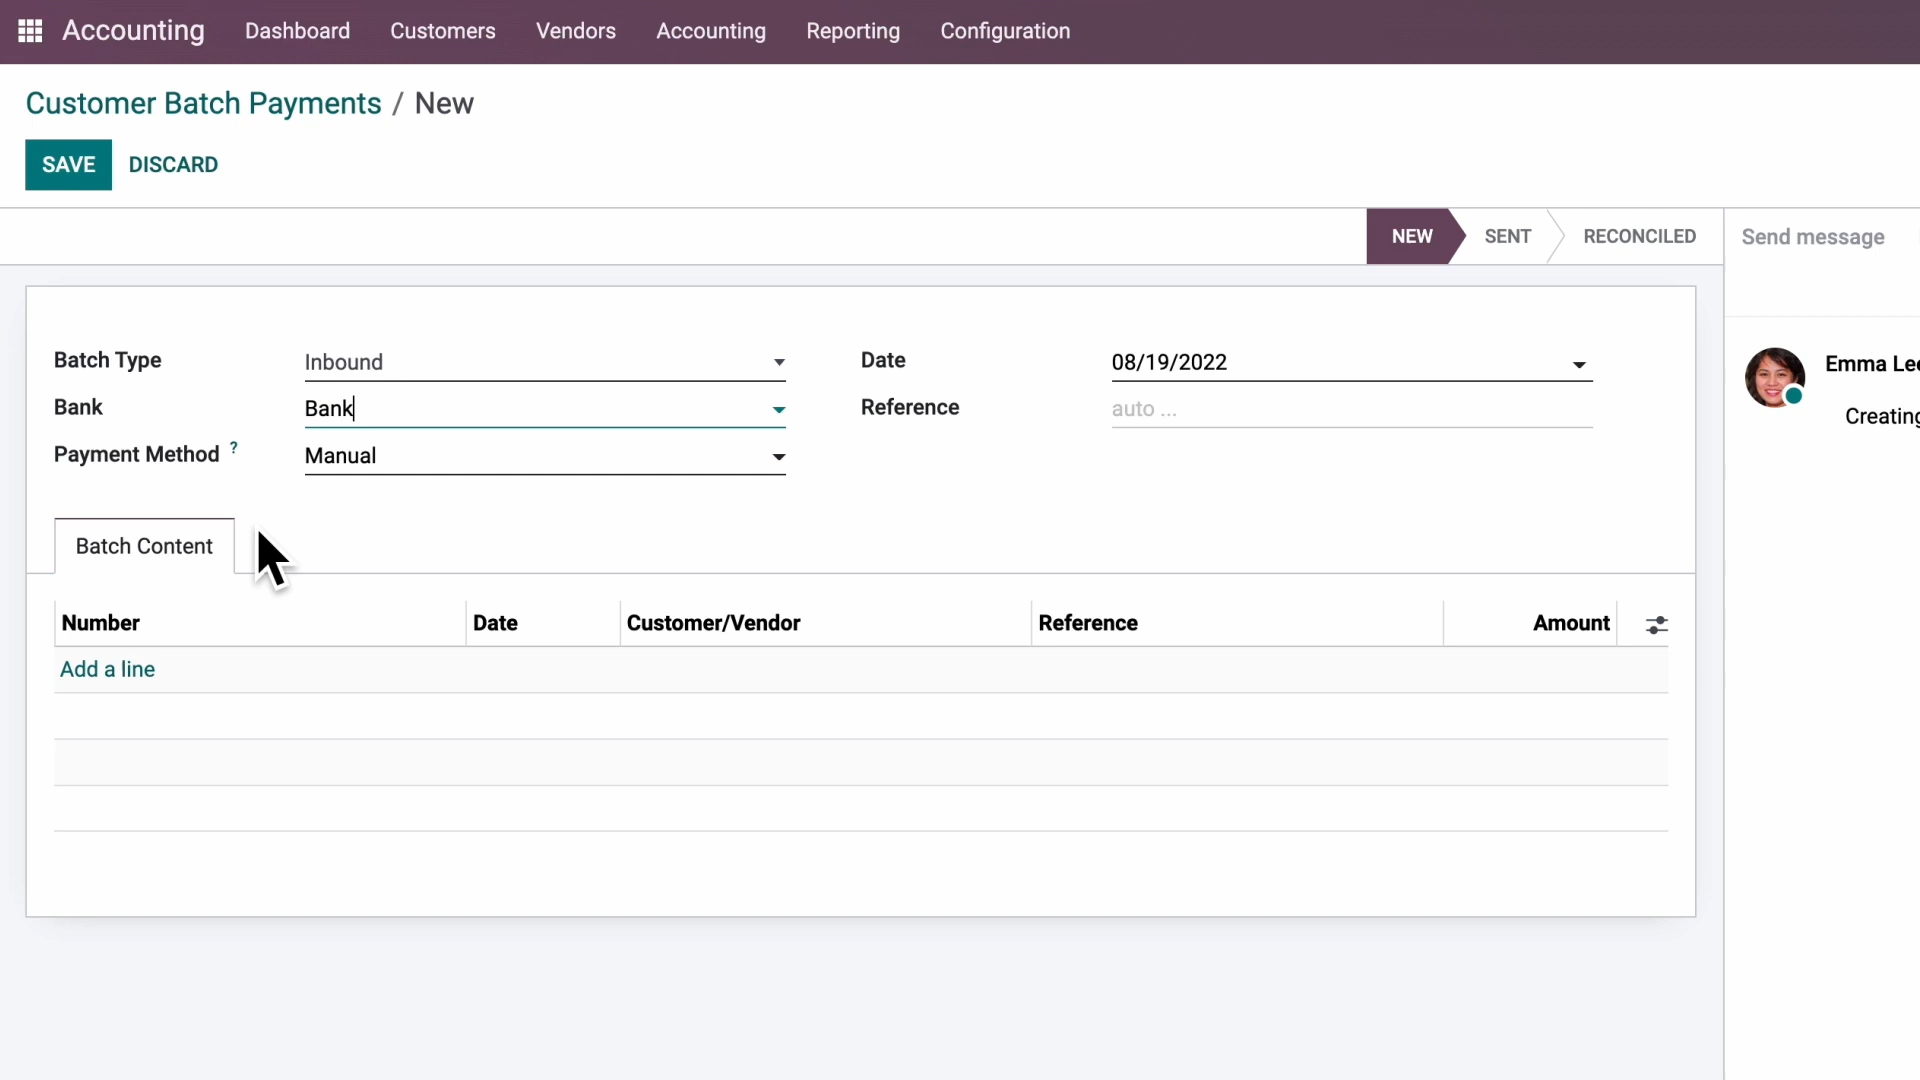 Accounting Dashboard Customers Vendors Accounting Reporting Configuration
Customer Batch Payments / New
SAVE DISCARD
NEW SENT RECONCILED Send message
Batch Type Inbound Date 08/19/2022
Bank Bank Reference auto ...
Payment Method ? Manual
Emma Lee
Creating
Batch Content
Number Date Customer/Vendor Reference Amount
Add a line